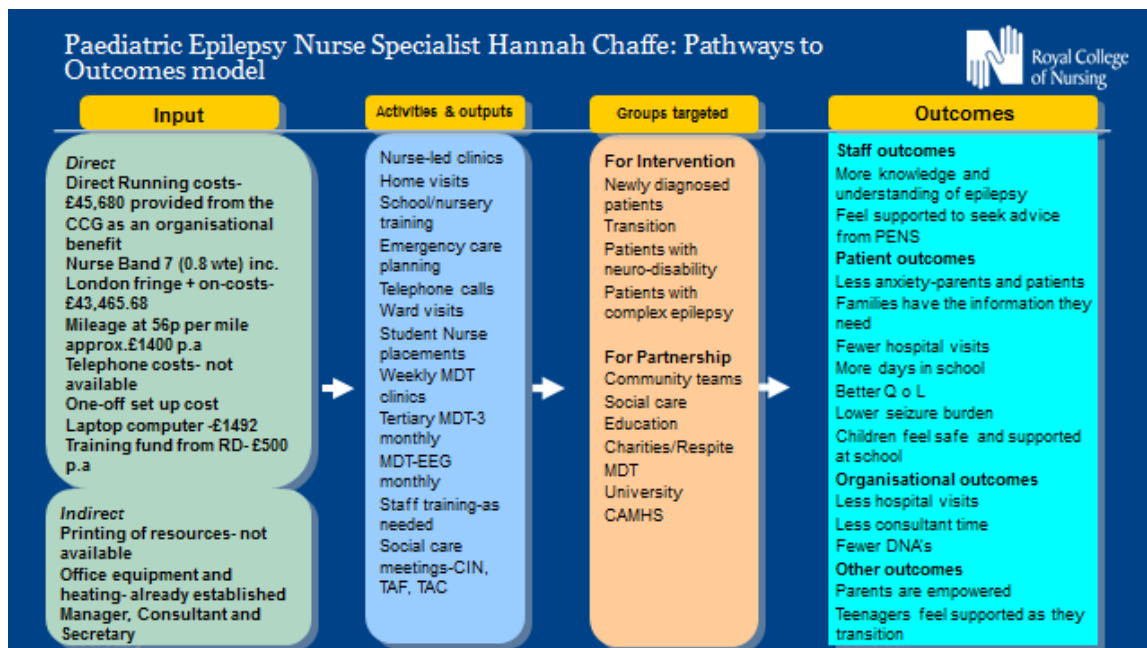 Paediatric Epilepsy Nurse Specialist Hannah Chaffe: Pathways to
Outcomes model
Royal College
of Nursing
Input
Direct
Direct Running costs-
£45,680 provided from the
CCG as an organisational
benefit
Nurse Band 7 (0.8 wte) inc.
London fringe + on-costs-
£43,465.68
Mileage at 56p per mile
approx.£1400 p.a
Telephone costs- not
available
One-off set up cost
Laptop computer -£1492
Training fund from RD- £500
p.a
Indirect
Printing of resources- not
available
Office equipment and
heating- already established
Manager, Consultant and
Secretary
Activities & outputs
Nurse-led clinics
Home visits
School/nursery
training
Emergency care
planning
Telephone calls
Ward visits
Student Nurse
placements
Weekly MDT
clinics
Tertiary MDT-3
monthly
MDT-EEG
monthly
Staff training-as
needed
Social care
meetings-CIN,
TAF, TAC
Groups targeted
For Intervention
Newly diagnosed
patients
Transition
Patients with
neuro-disability
Patients with
complex epilepsy
For Partnership
Community teams
Social care
Education
Charities/Respite
MDT
University
CAMHS
Outcomes
Staff outcomes
More knowledge and
understanding of epilepsy
Feel supported to seek advice
from PENS
Patient outcomes
Less anxiety-parents and patients
Families have the information they
need
Fewer hospital visits
More days in school
Better Q o L
Lower seizure burden
Children feel safe and supported
at school
Organisational outcomes
Less hospital visits
Less consultant time
Fewer DNA's
Other outcomes
Parents are empowered
Teenagers feel supported as they
transition